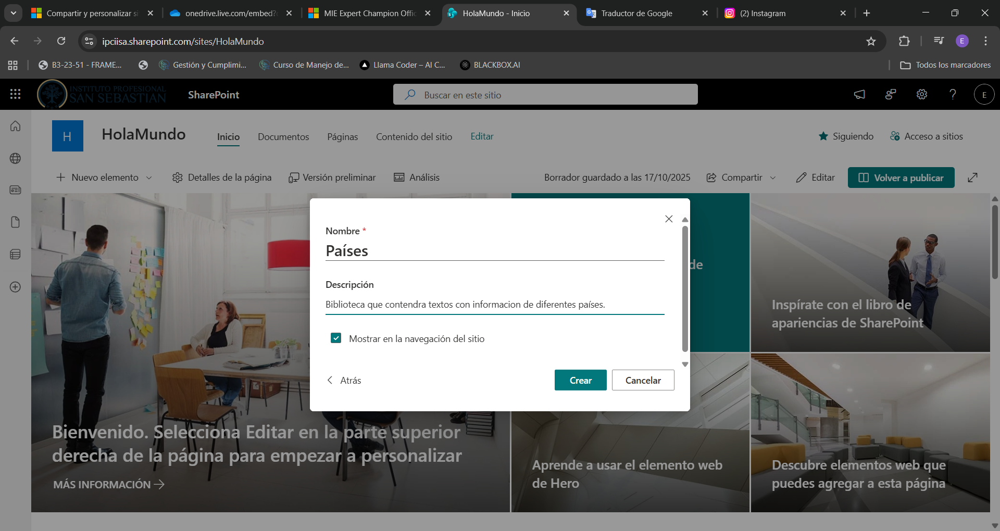 Compartir y personalizar si
onedrive.live.com/embed?
MIE Expert Champion Offic
HolaMundo - Inicio
Traductor de Google
(2) Instagram
ipciisa.sharepoint.com/sites/HolaMundo
E
B3-23-51 - FRAME...
Gestión y Cumplimi...
Curso de Manejo de...
Llama Coder – AI C...
BLACKBOX.AI
Todos los marcadores
INSTITUTO PROFESIONAL
SAN SEBASTIAN
SharePoint
Buscar en este sitio
E
H
HolaMundo
Inicio
Documentos
Páginas
Contenido del sitio
Editar
Siguiendo
Acceso a sitios
Nuevo elemento
Detalles de la página
Versión preliminar
Análisis
Borrador guardado a las 17/10/2025
Compartir
Editar
Volver a publicar
Nombre *
Países
Descripción
Biblioteca que contendra textos con informacion de diferentes países.
Mostrar en la navegación del sitio
Atrás
Crear
Cancelar
de
Inspírate con el libro de
apariencias de SharePoint
Bienvenido. Selecciona Editar en la parte superior
derecha de la página para empezar a personalizar
MÁS INFORMACIÓN
Aprende a usar el elemento web
de Hero
Descubre elementos web que
puedes agregar a esta página